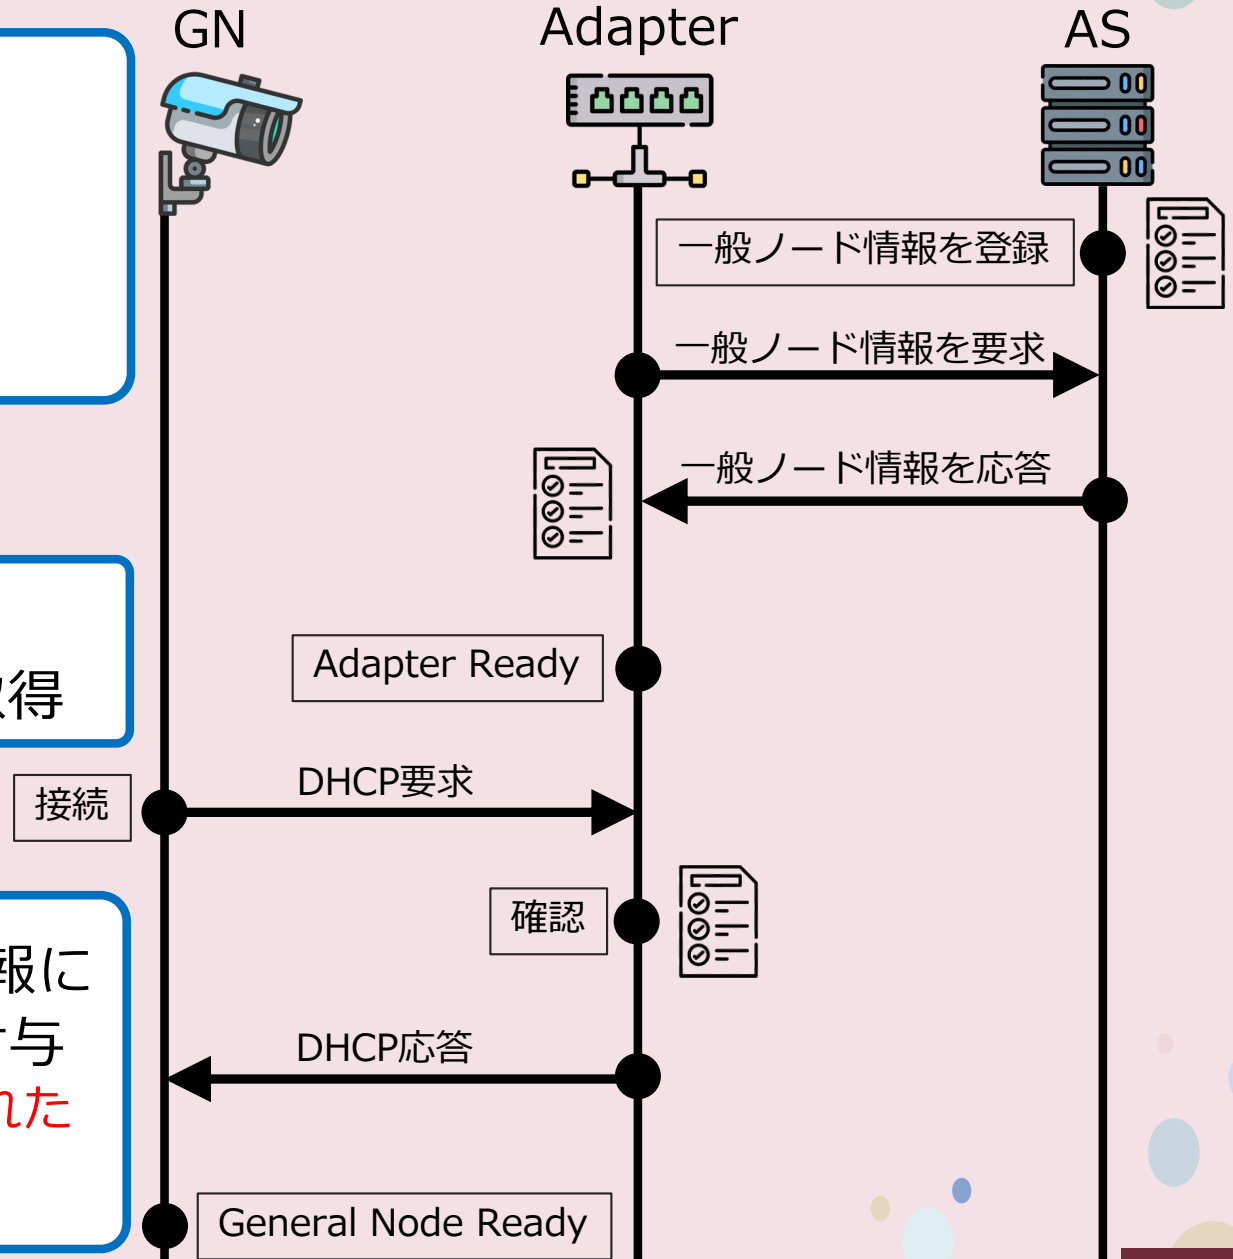 GN
Adapter
AS
一般ノード情報を登録
一般ノード情報を要求
一般ノード情報を応答
Adapter Ready
取得
接続
DHCP要求
確認
報に
付与
DHCP応答
れた
General Node Ready